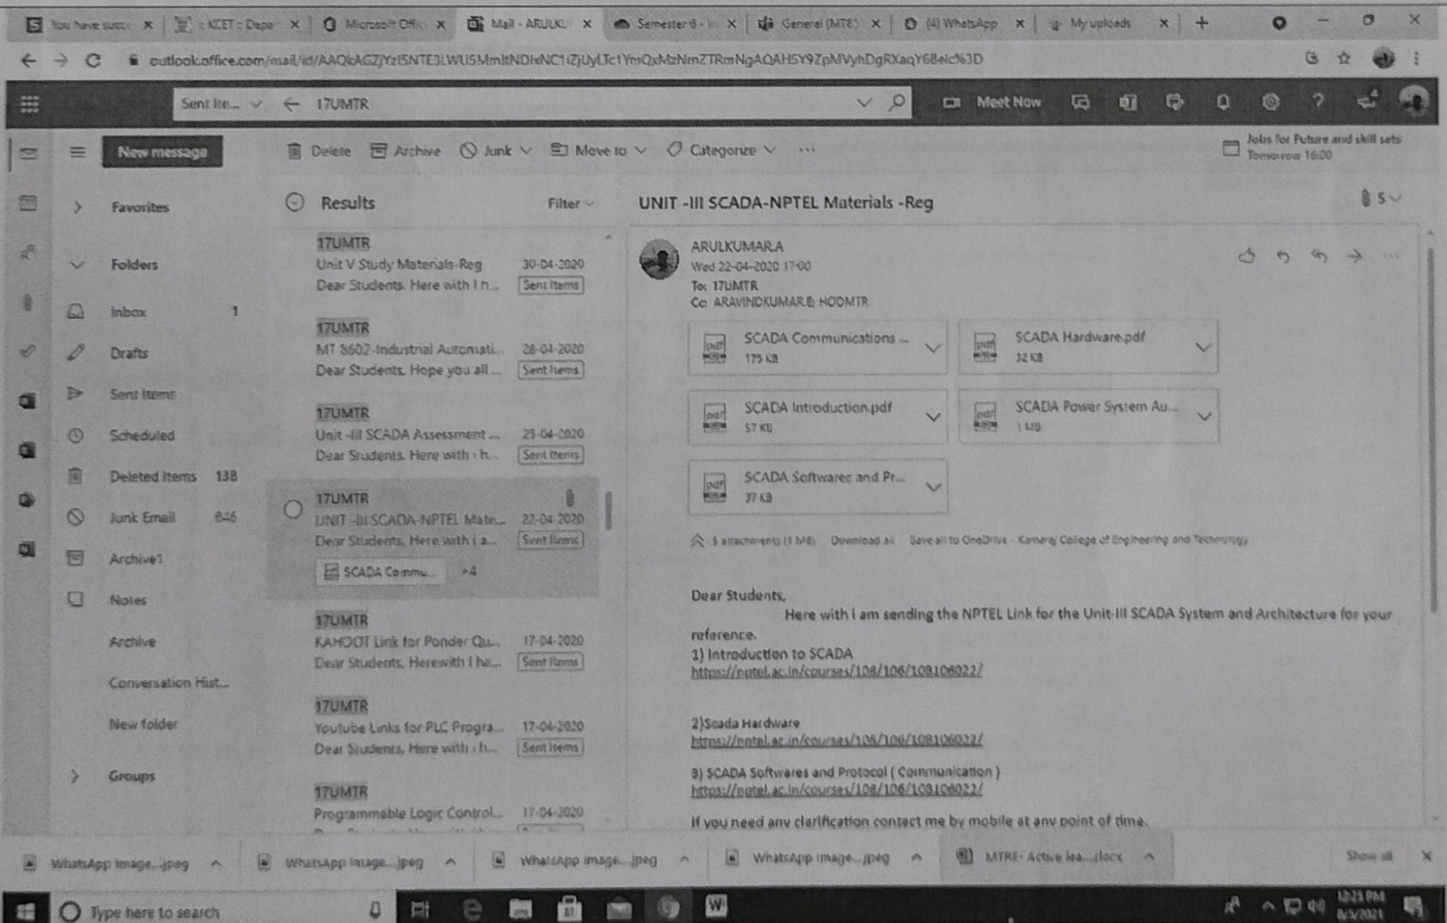 You have succ
:: KCET :: Depa
Microsoft Offic
Mail - ARULKU
Semester 6 -
General (MT85
(4) WhatsApp
My uploads
Sent Ite...
17UMTR
Meet Now
New message
Delete
Archive
Junk
Move to
Categorize
Jobs for Future and skill sets
Tomorrow 16:00
Favorites
Folders
Inbox 1
Drafts
Sent Items
Scheduled
Deleted Items 138
Junk Email 646
Archive1
Notes
Archive
Conversation Hist...
New folder
Groups
Results
Filter
17UMTR
Unit V Study Materials-Reg 30-04-2020
Dear Students, Here with I h... Sent Items
17UMTR
MT 8602-Industrial Automati... 28-04-2020
Dear Students, Hope you all ... Sent Items
17UMTR
Unit -III SCADA Assessment ... 25-04-2020
Dear Students, Here with i h... Sent Items
17UMTR
UNIT -III SCADA-NPTEL Mate... 22-04-2020
Dear Students, Here with i a... Sent Items
SCADA Commu... +4
17UMTR
KAHOOT Link for Ponder Qu... 17-04-2020
Dear Students, Herewith I ha... Sent Items
17UMTR
Youtube Links for PLC Progra... 17-04-2020
Dear Students, Here with i h... Sent Items
17UMTR
Programmable Logic Control... 17-04-2020
UNIT -III SCADA-NPTEL Materials -Reg
5
ARULKUMAR.A
Wed 22-04-2020 17:00
To: 17UMTR
Cc: ARAVINDKUMAR.B; HODMTR
SCADA Communications ...
175 KB
SCADA Hardware.pdf
32 KB
SCADA Introduction.pdf
57 KB
SCADA Power System Au...
1 MB
SCADA Softwares and Pr...
37 KB
5 attachments (1 MB) Download all Save all to OneDrive - Kamaraj College of Engineering and Technology
Dear Students,
Here with I am sending the NPTEL Link for the Unit-III SCADA System and Architecture for your
reference.
1) Introduction to SCADA
https://nptel.ac.in/courses/108/106/108106022/
2)Scada Hardware
https://nptel.ac.in/courses/108/106/108106022/
3) SCADA Softwares and Protocol ( Communication )
https://nptel.ac.in/courses/108/106/108106022/
If you need any clarification contact me by mobile at any point of time.
WhatsApp Image....jpeg
WhatsApp Image....jpeg
WhatsApp Image....jpeg
WhatsApp Image....jpeg
MTRE- Active lea....docx
Show all
Type here to search
12:25 PM
8/3/2021